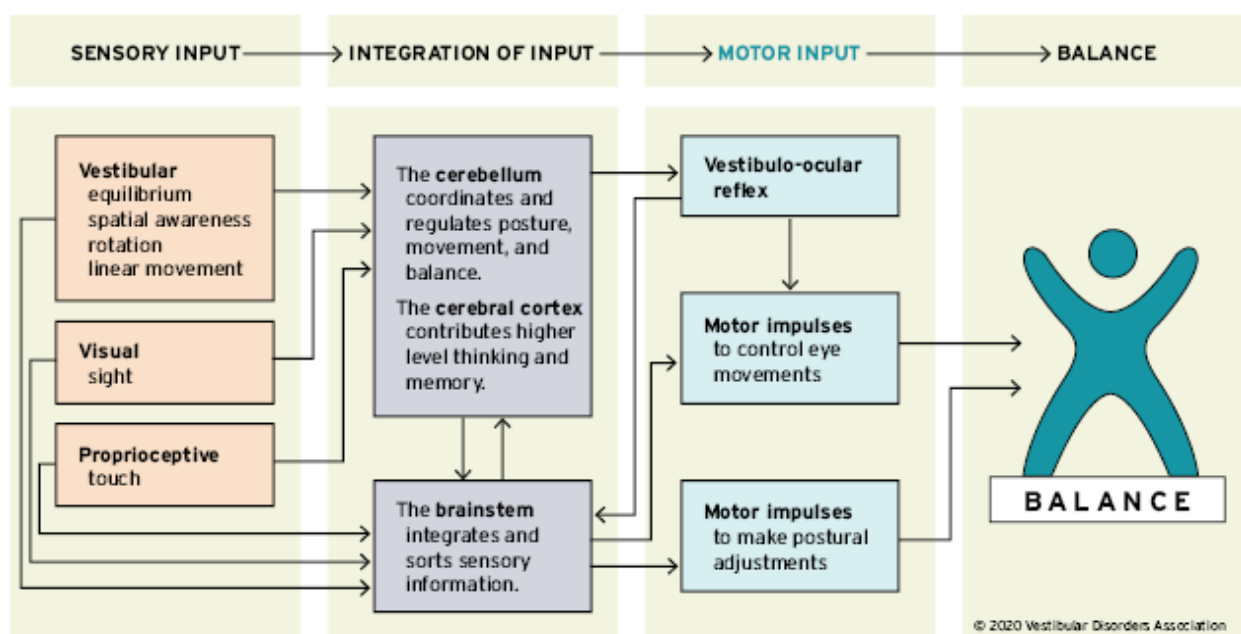 SENSORY INPUT
INTEGRATION OF INPUT
MOTOR INPUT
BALANCE
Vestibular
equilibrium
spatial awareness
rotation
linear movement
Visual
sight
Proprioceptive
touch
The cerebellum
coordinates and
regulates posture,
movement, and
balance.
The cerebral cortex
contributes higher
level thinking and
memory.
The brainstem
integrates and
sorts sensory
information.
Vestibulo-ocular
reflex
Motor impulses
to control eye
movements
Motor impulses
to make postural
adjustments
BALANCE
© 2020 Vestibular Disorders Association